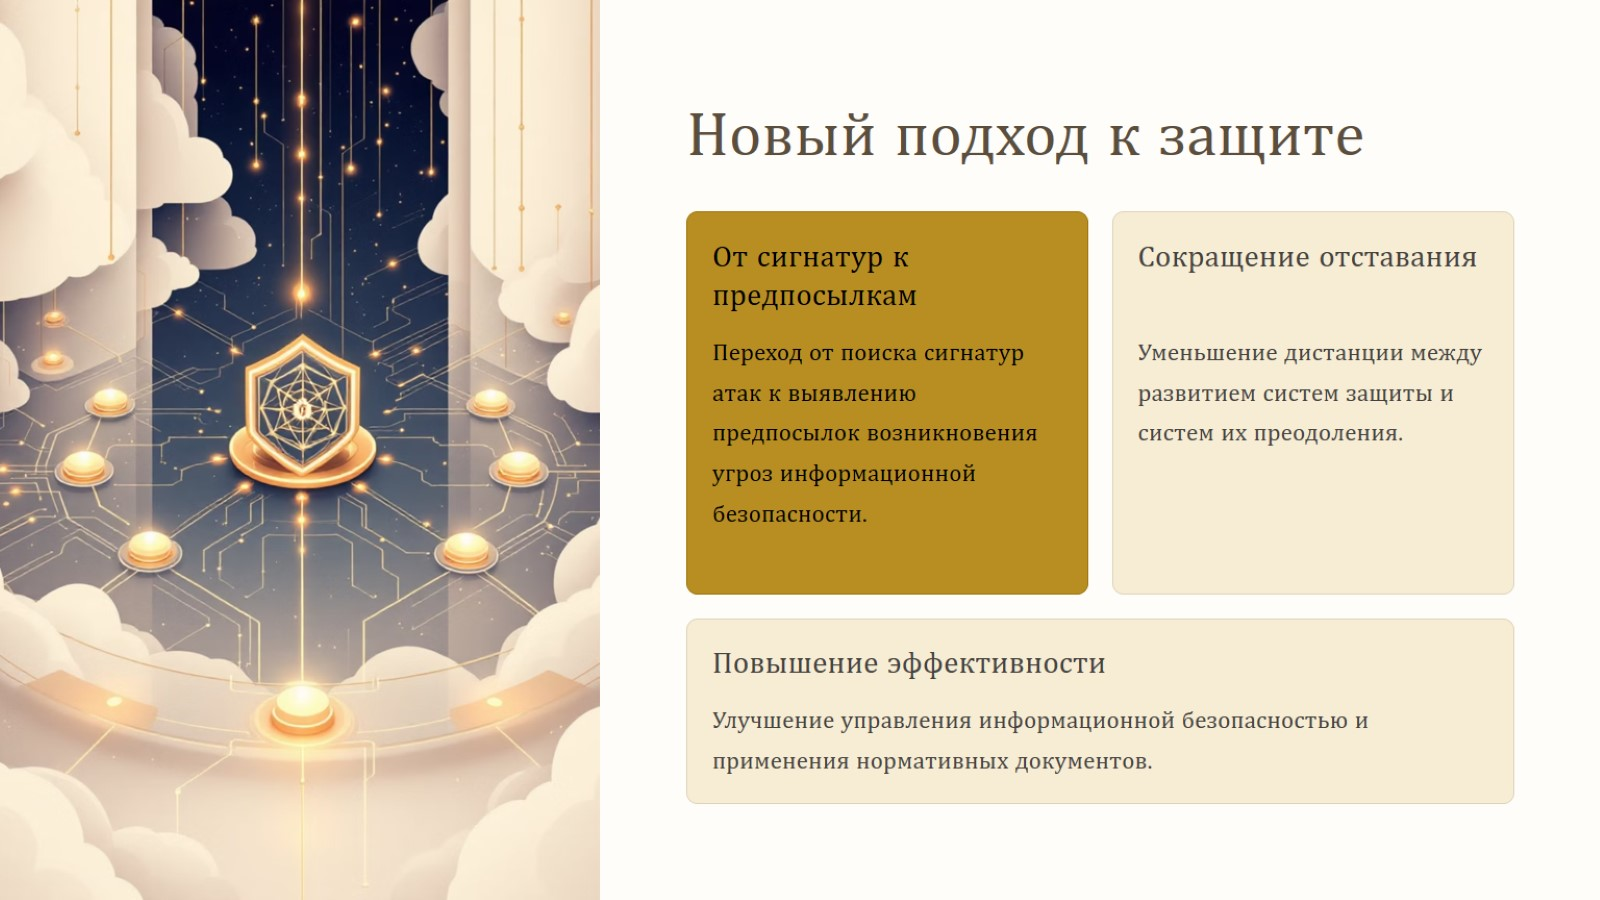 Новый подход к защите
От сигнатур к
предпосылкам
Переход от поиска сигнатур
атак к выявлению
предпосылок возникновения
угроз информационной
безопасности.
Сокращение отставания
Уменьшение дистанции между
развитием систем защиты и
систем их преодоления.
Повышение эффективности
Улучшение управления информационной безопасностью и
применения нормативных документов.